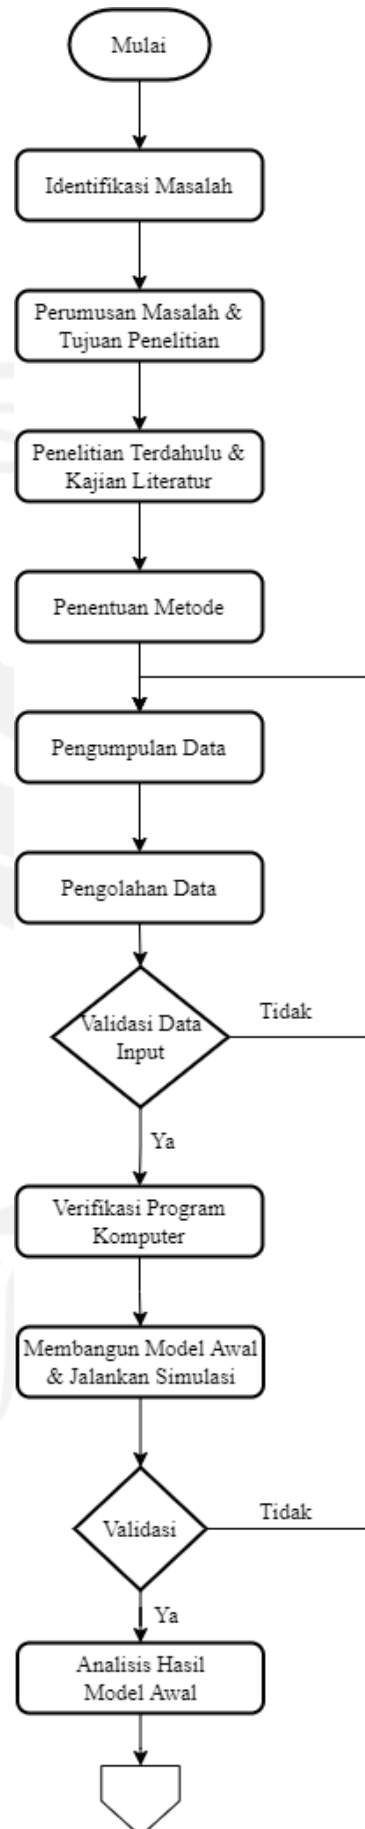 Mulai
Identifikasi Masalah
Perumusan Masalah &
Tujuan Penelitian
Penelitian Terdahulu &
Kajian Literatur
Penentuan Metode
Pengumpulan Data
Pengolahan Data
Validasi Data
Input
Tidak
Ya
Verifikasi Program
Komputer
Membangun Model Awal
& Jalankan Simulasi
Validasi
Tidak
Ya
Analisis Hasil
Model Awal